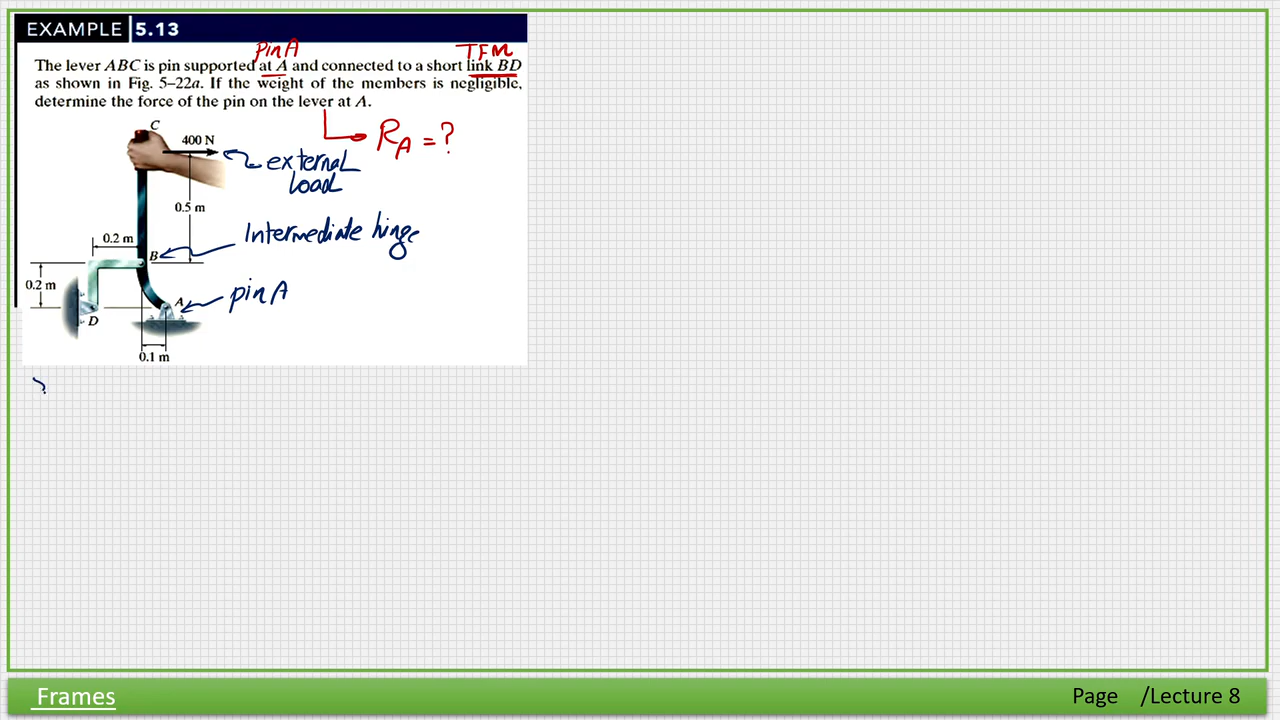 EXAMPLE 5.13
pin A
TFM
The lever ABC is pin supported at A and connected to a short link BD
as shown in Fig. 5–22a. If the weight of the members is negligible,
determine the force of the pin on the lever at A.
RA = ?
C
400 N
external
load
0.5 m
Intermediate hinge
0.2 m
B
0.2 m
pin A
A
D
0.1 m
Frames
Page /Lecture 8